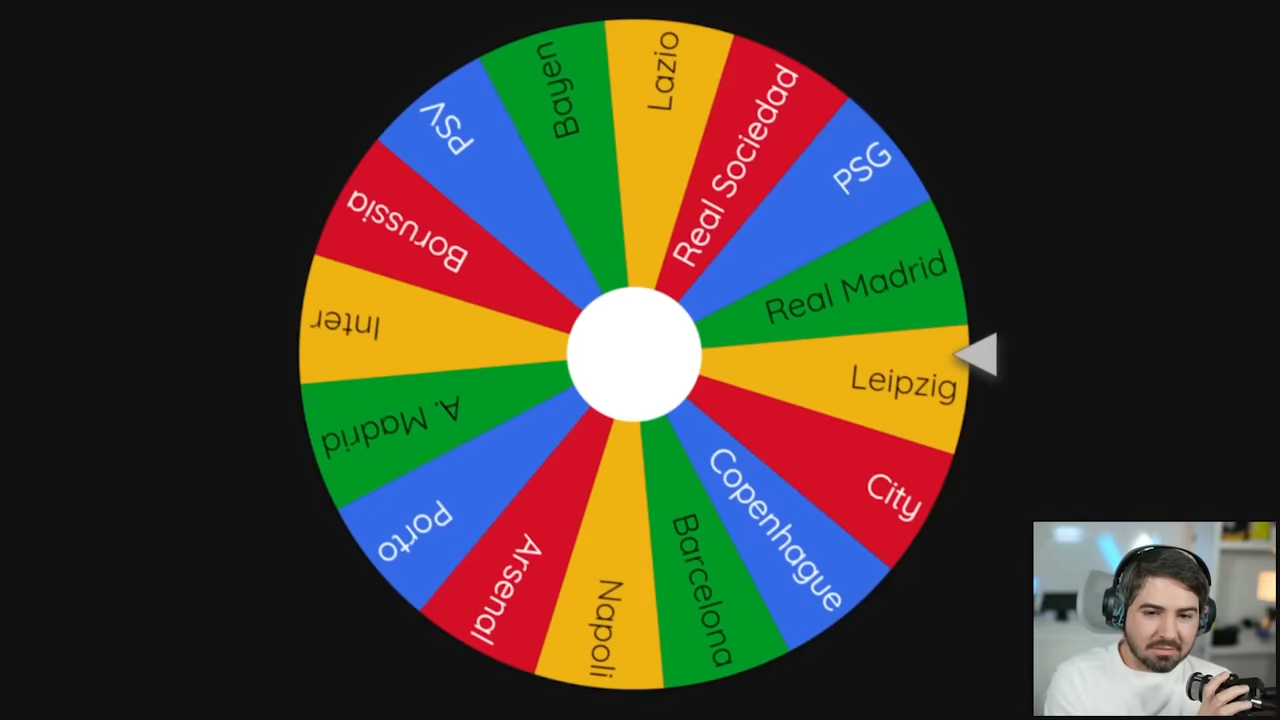 Lazio
Real Sociedad
PSG
Real Madrid
Leipzig
City
Copenhague
Barcelona
Napoli
Arsenal
Porto
A. Madrid
Inter
Borussia
PSV
Bayen